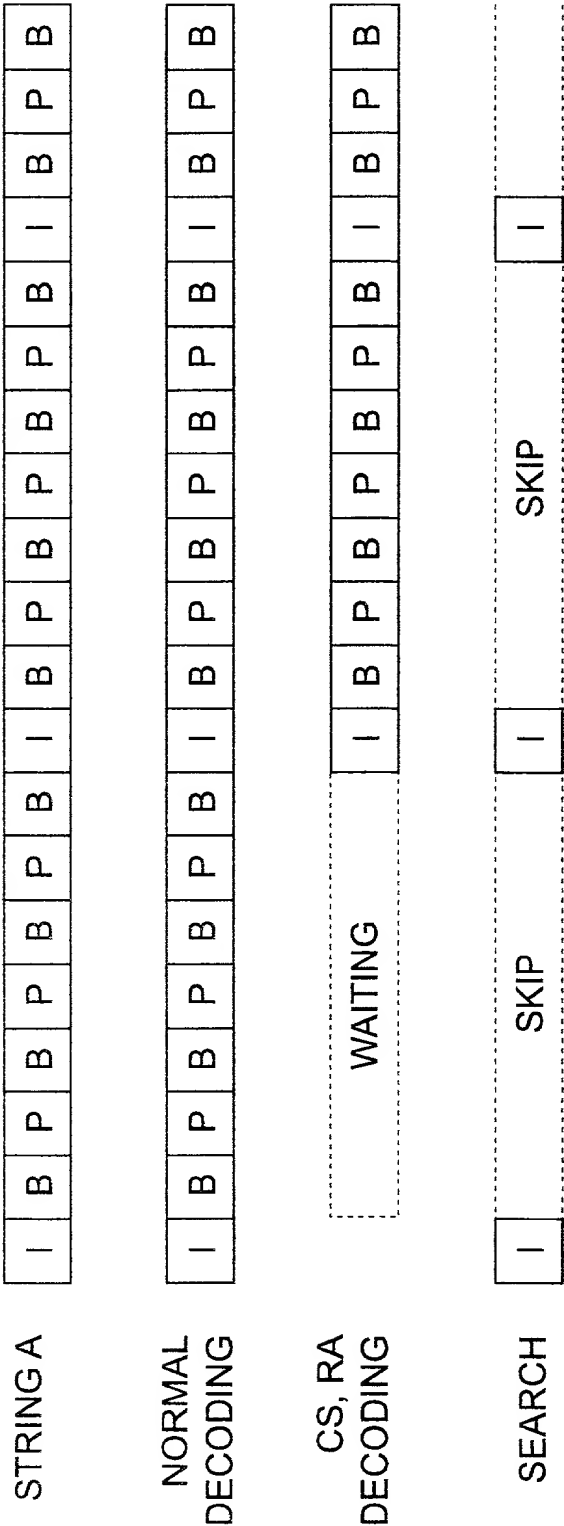 STRING A I B P B P B P B I B P B P B P B I B P B
NORMAL
DECODING I B P B P B P B I B P B P B P B I B P B
CS, RA
DECODING WAITING I B P B P B P B I B P B
SEARCH I SKIP I SKIP I